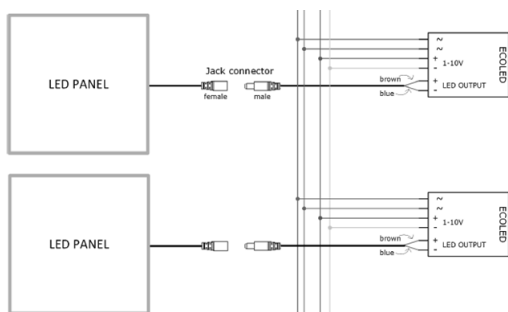 LED PANEL
Jack connector
female
male
brown
blue
~
~
+
-
1-10V
+
-
LED OUTPUT
ECOLED
LED PANEL
brown
blue
~
~
+
-
1-10V
+
-
LED OUTPUT
ECOLED